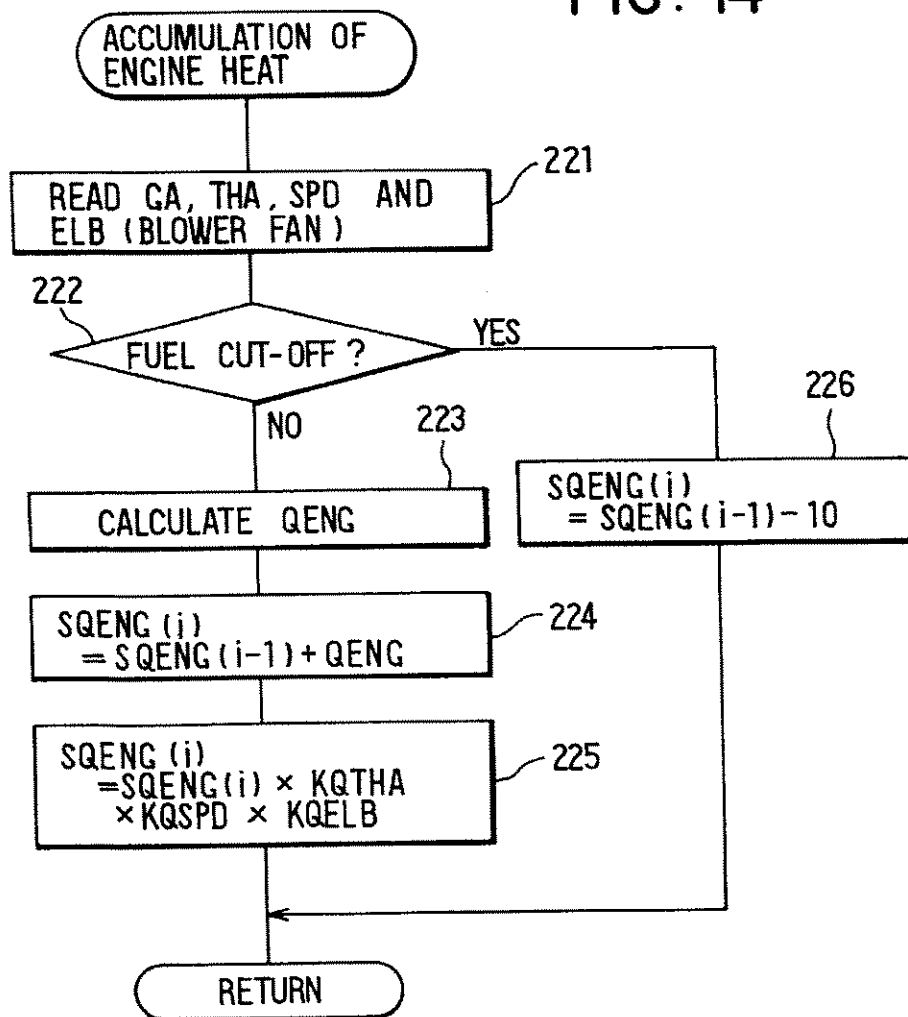 FIG. 14
ACCUMULATION OF
ENGINE HEAT
221
READ GA, THA, SPD AND
ELB (BLOWER FAN)
222
FUEL CUT-OFF ?
YES
NO
226
SQENG(i)
= SQENG(i-1)-10
223
CALCULATE QENG
224
SQENG(i)
= SQENG(i-1)+QENG
225
SQENG(i)
=SQENG(i) × KQTHA
×KQSPD × KQELB
RETURN